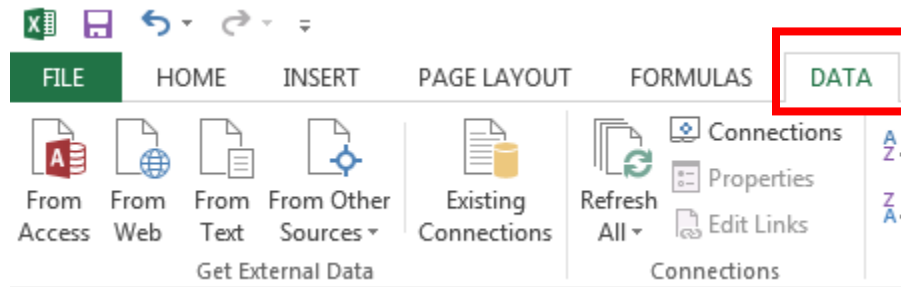 FILE HOME INSERT PAGE LAYOUT FORMULAS DATA
From Access
From Web
From Text
From Other Sources
Existing Connections
Refresh All
Connections
Properties
Edit Links
A Z
Z A
Get External Data
Connections